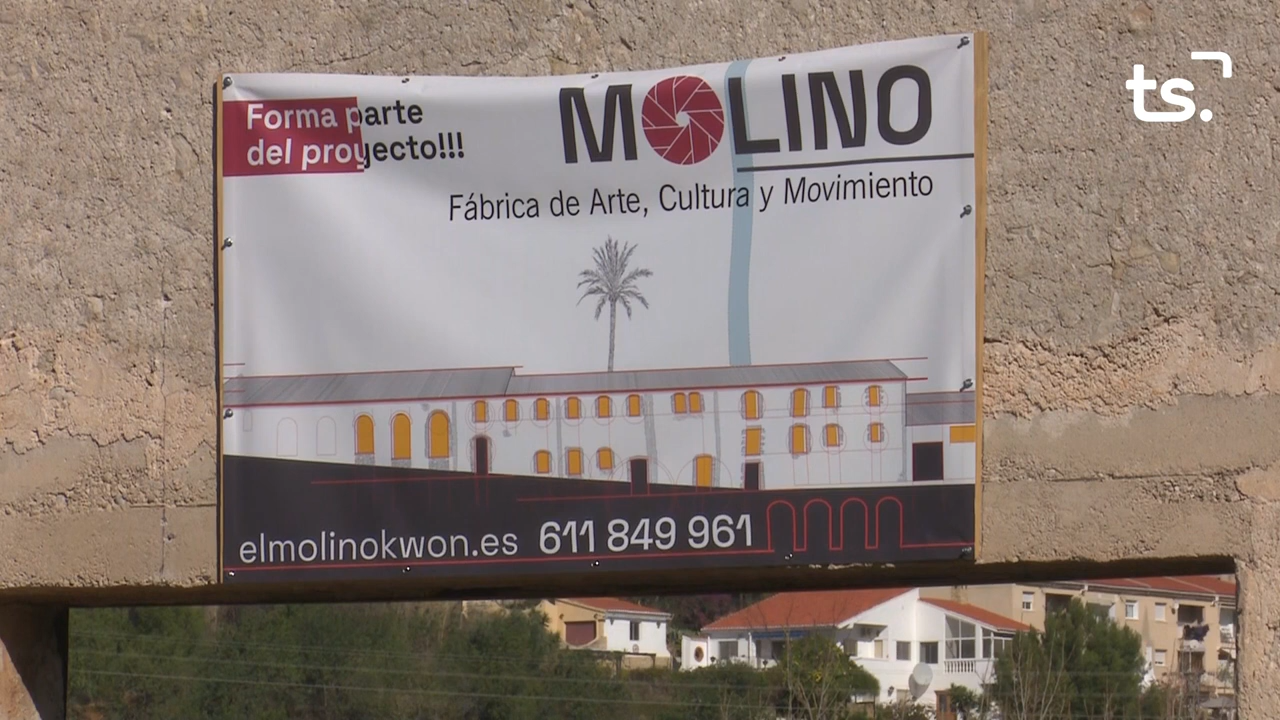 ts.
Forma parte
del proyecto!!!
MOLINO
Fábrica de Arte, Cultura y Movimiento
elmolinokwon.es 611 849 961